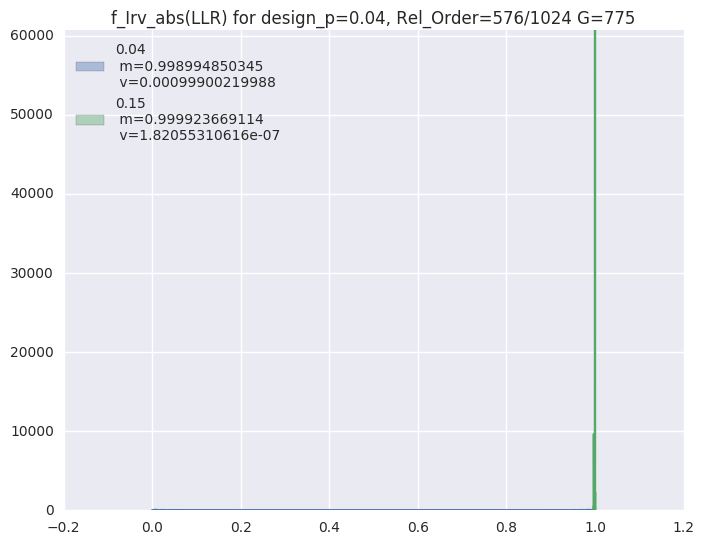 f_Irv_abs(LLR) for design_p=0.04, Rel_Order=576/1024 G=775
60000
50000
40000
30000
20000
10000
0
0.04
m=0.998994850345
v=0.00099900219988
0.15
m=0.999923669114
v=1.82055310616e-07
−0.2 0.0 0.2 0.4 0.6 0.8 1.0 1.2